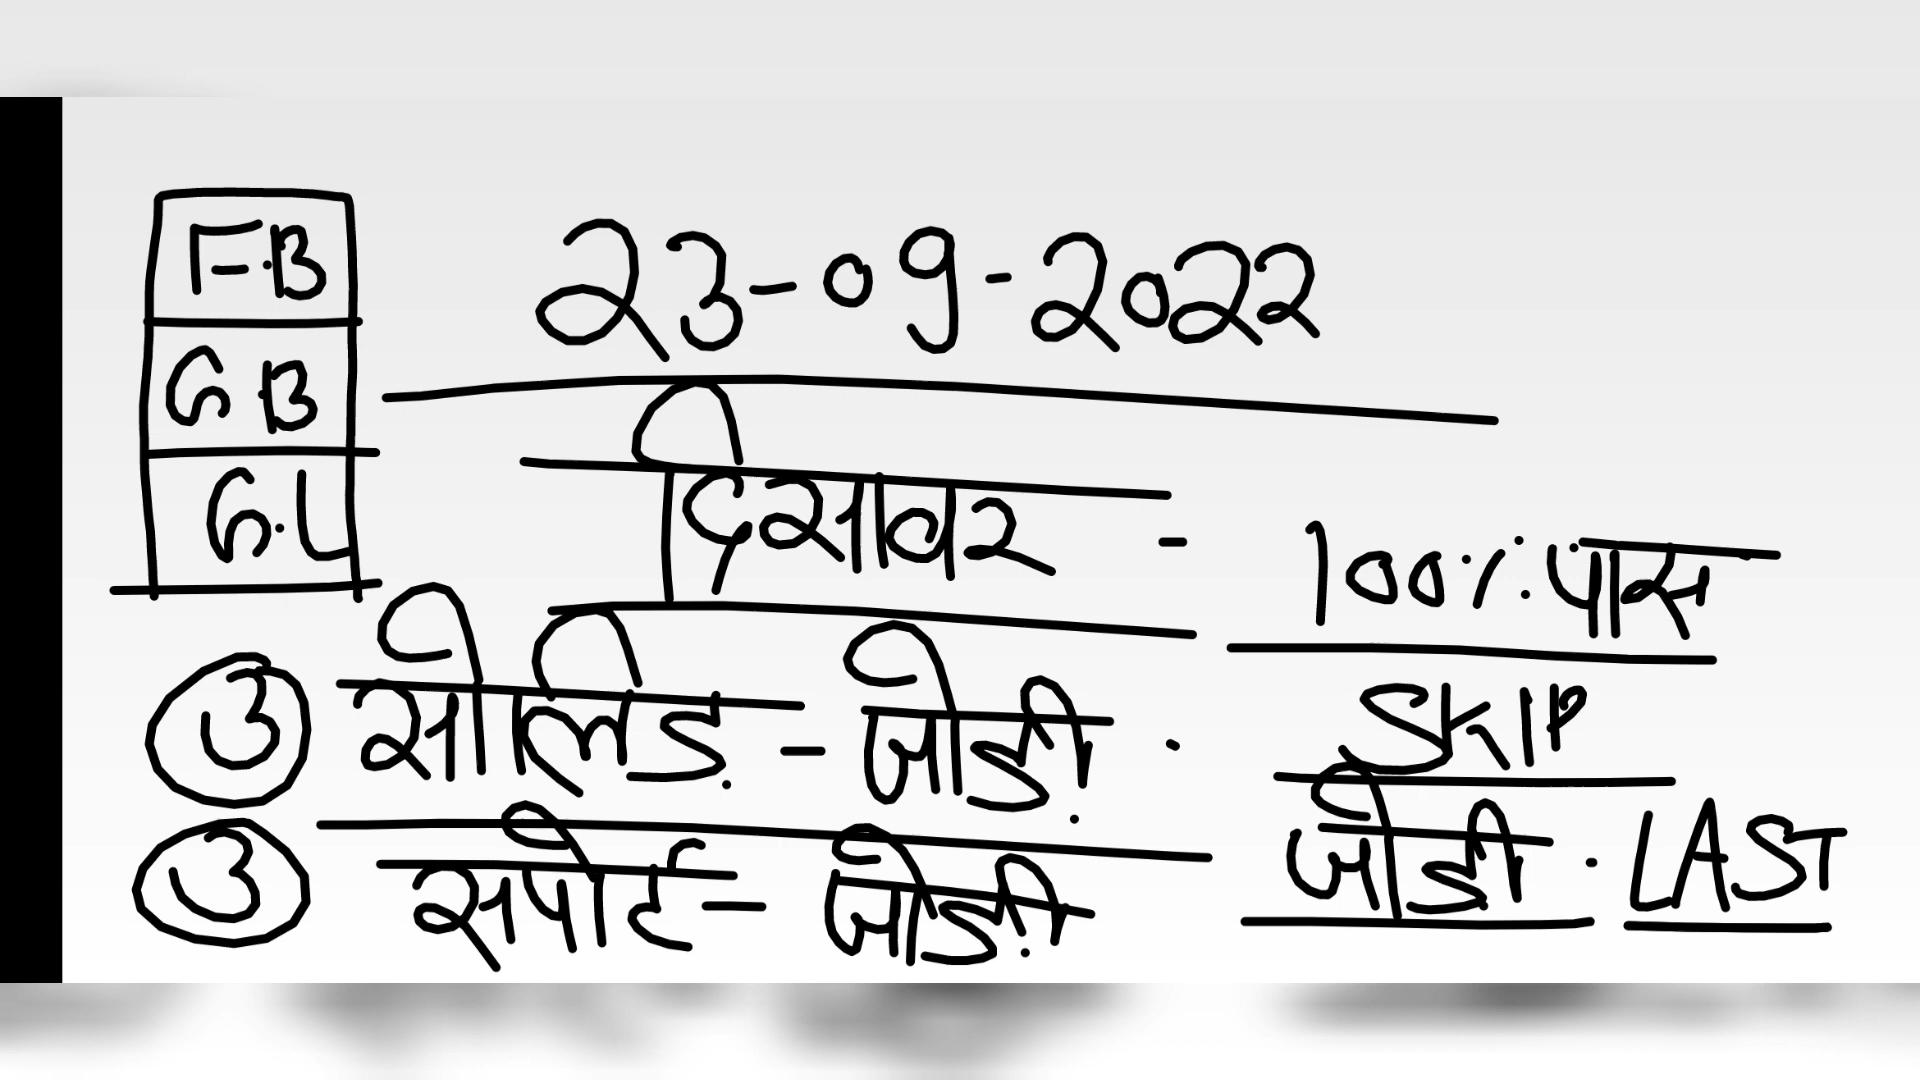 F.B
G B
G.L
23-09-2022
दिसावर - 100% पास
3 सोलिड. - जोड़ी. SKIP
3 सपोर्ट - जोड़ी. जोड़ी. LAST